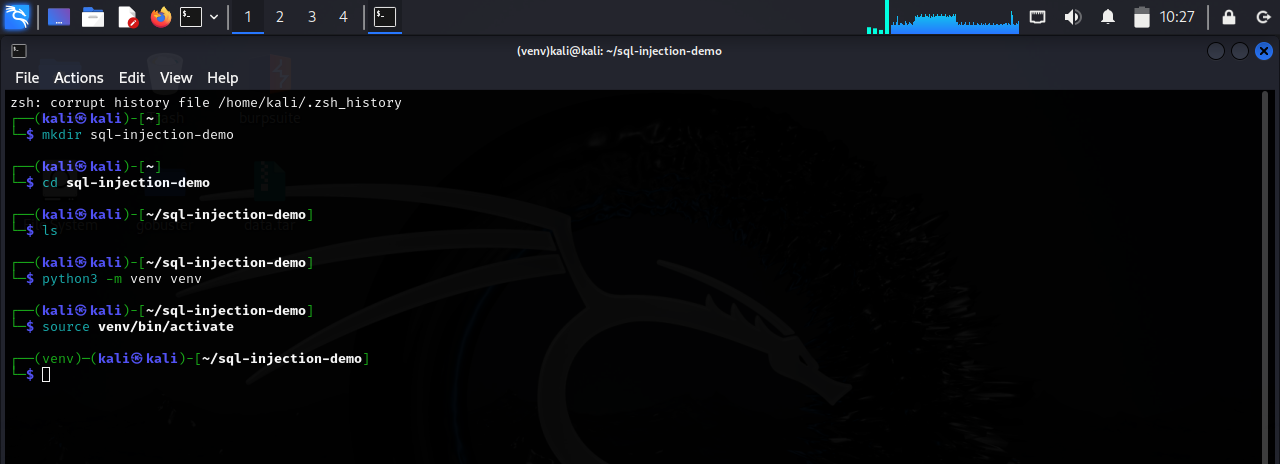 1 2 3 4 10:27
(venv)kali@kali: ~/sql-injection-demo
File Actions Edit View Help
zsh: corrupt history file /home/kali/.zsh_history
┌──(kali㉿kali)-[~]
└─$ mkdir sql-injection-demo
┌──(kali㉿kali)-[~]
└─$ cd sql-injection-demo
┌──(kali㉿kali)-[~/sql-injection-demo]
└─$ ls
┌──(kali㉿kali)-[~/sql-injection-demo]
└─$ python3 -m venv venv
┌──(kali㉿kali)-[~/sql-injection-demo]
└─$ source venv/bin/activate
┌──(venv)─(kali㉿kali)-[~/sql-injection-demo]
└─$